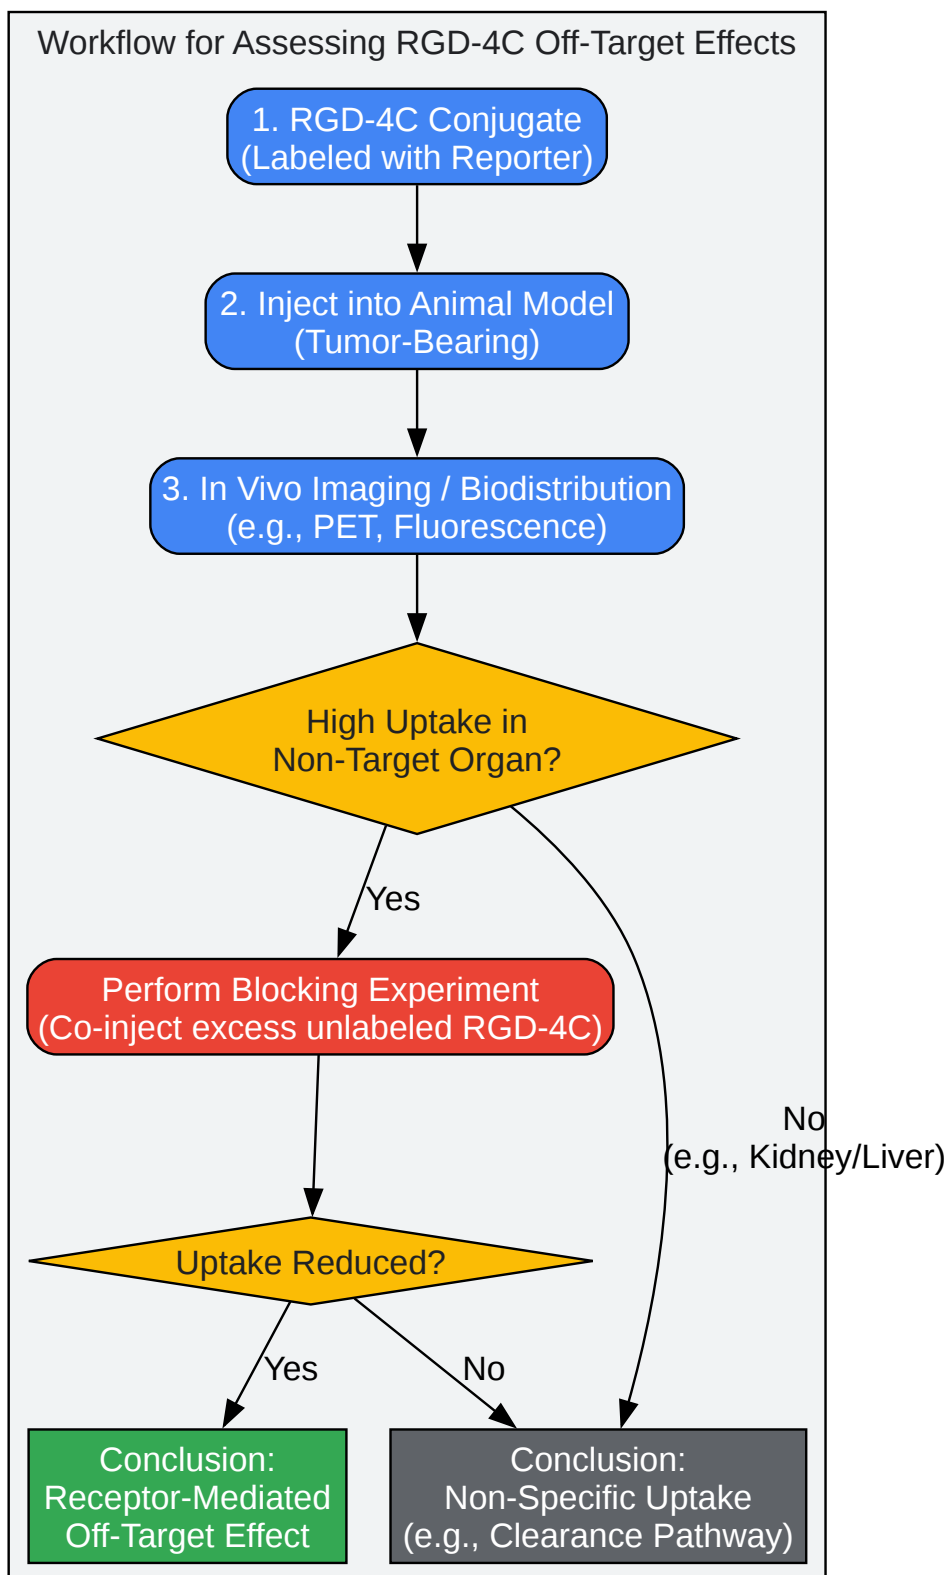 Workflow for Assessing RGD-4C Off-Target Effects
1. RGD-4C Conjugate
(Labeled with Reporter)
2. Inject into Animal Model
(Tumor-Bearing)
3. In Vivo Imaging / Biodistribution
(e.g., PET, Fluorescence)
High Uptake in
Non-Target Organ?
Yes
Perform Blocking Experiment
(Co-inject excess unlabeled RGD-4C)
No
(e.g., Kidney/Liver)
Uptake Reduced?
Yes
No
Conclusion:
Receptor-Mediated
Off-Target Effect
Conclusion:
Non-Specific Uptake
(e.g., Clearance Pathway)